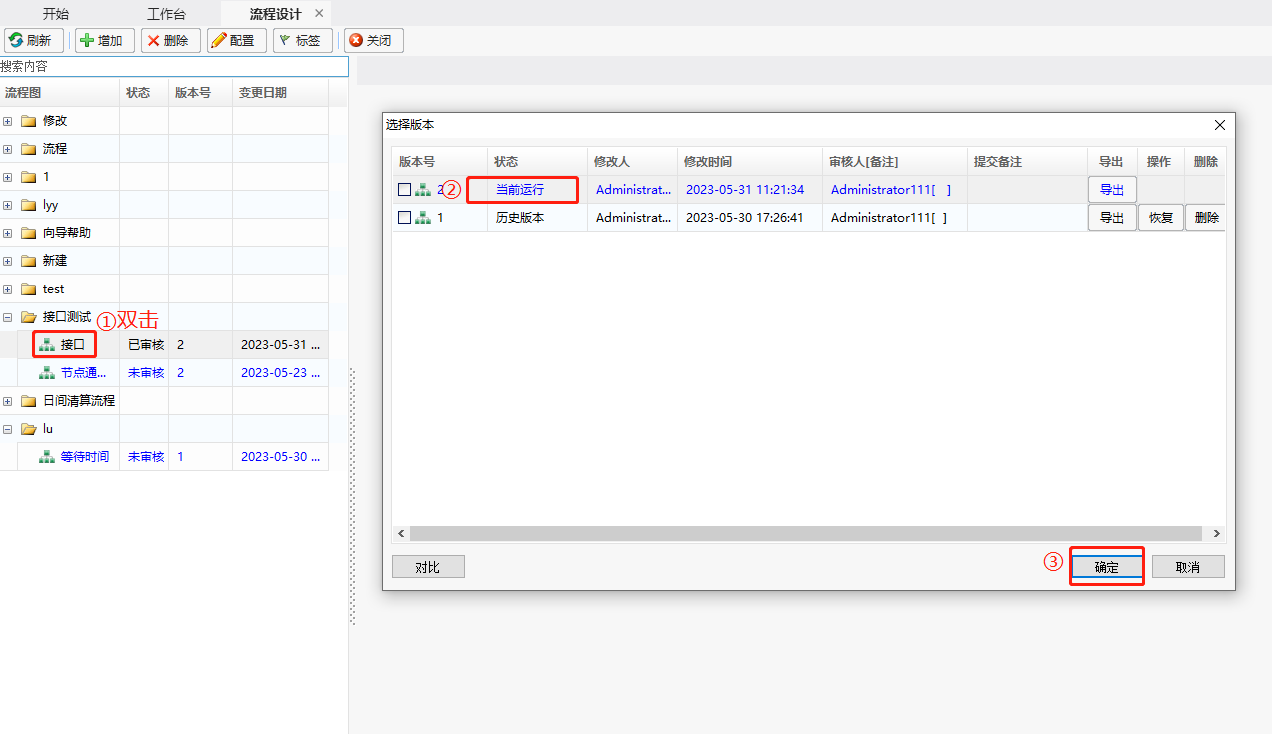 开始 工作台 流程设计
刷新 增加 删除 配置 标签 关闭
搜索内容
流程图 状态 版本号 变更日期
修改
流程
1
lyy
向导帮助
新建
test
接口测试 ①双击
接口 已审核 2 2023-05-31 ...
节点通... 未审核 2 2023-05-23 ...
日间清算流程
lu
等待时间 未审核 1 2023-05-30 ...
选择版本
版本号 状态 修改人 修改时间 审核人[备注] 提交备注 导出 操作 删除
2 ② 当前运行 Administrat... 2023-05-31 11:21:34 Administrator111[ ] 导出
1 历史版本 Administrat... 2023-05-30 17:26:41 Administrator111[ ] 导出 恢复 删除
对比 ③ 确定 取消